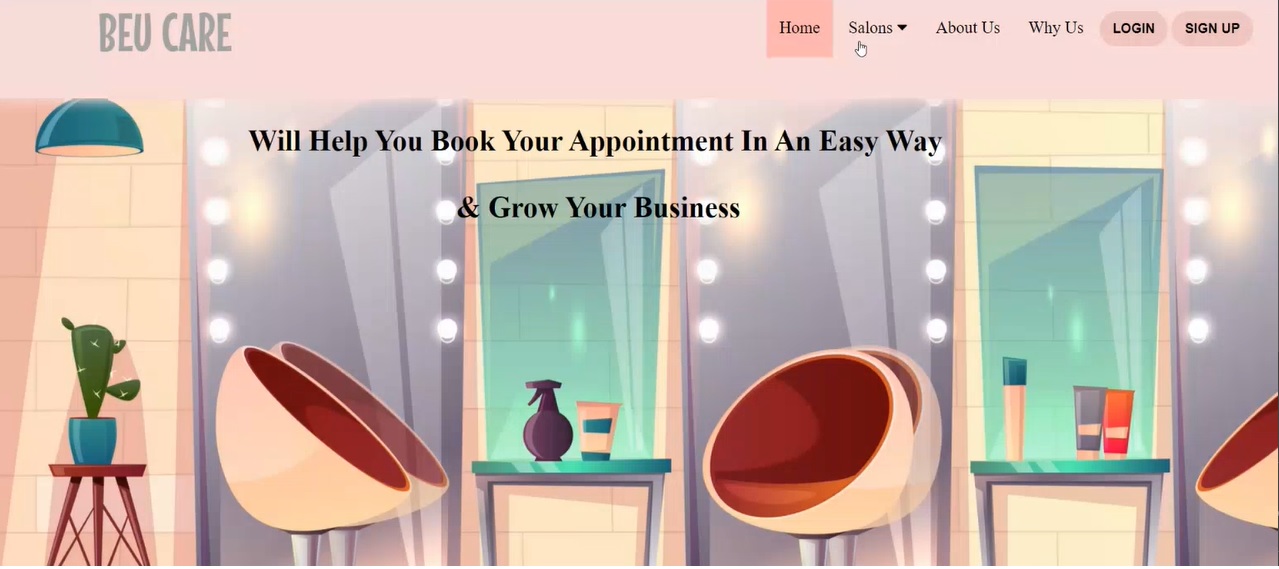 BEU CARE
Home Salons About Us Why Us LOGIN SIGN UP
Will Help You Book Your Appointment In An Easy Way
& Grow Your Business